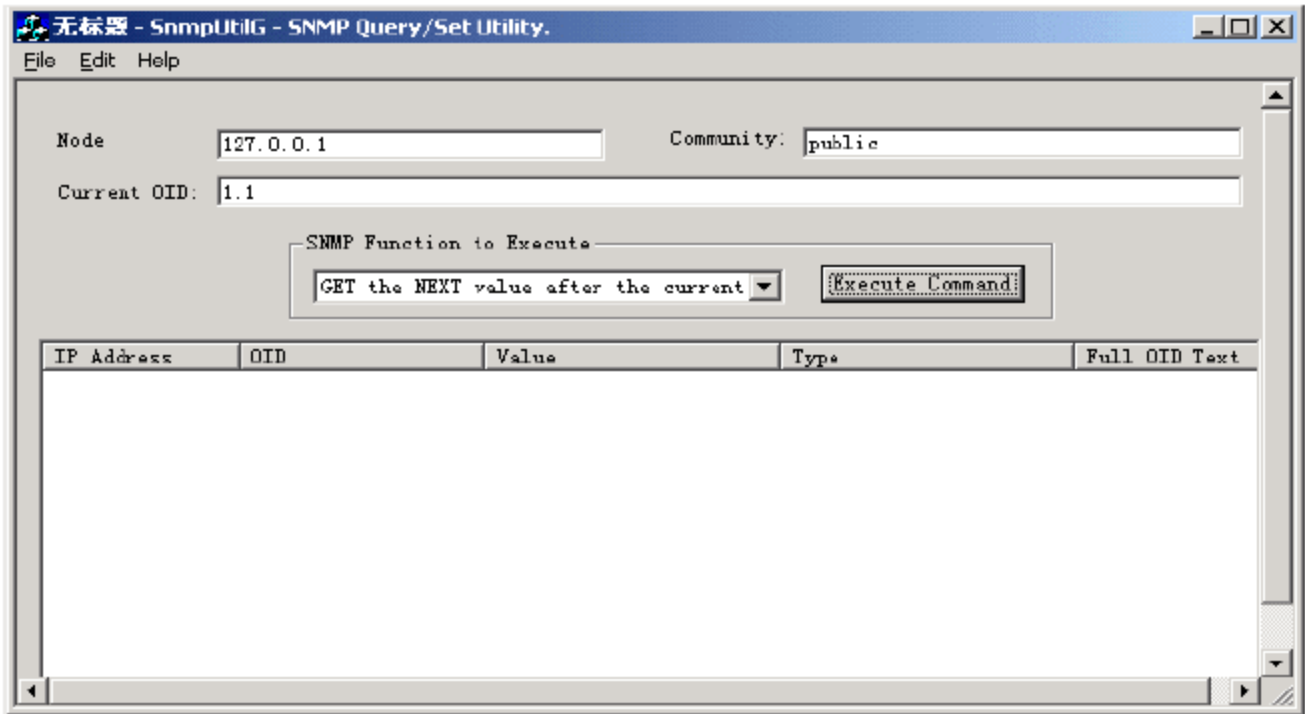 无标题 - SnmpUtilG - SNMP Query/Set Utility.
File Edit Help
Node 127.0.0.1 Community: public
Current OID: 1.1
SNMP Function to Execute
GET the NEXT value after the current Execute Command
IP Address OID Value Type Full OID Text